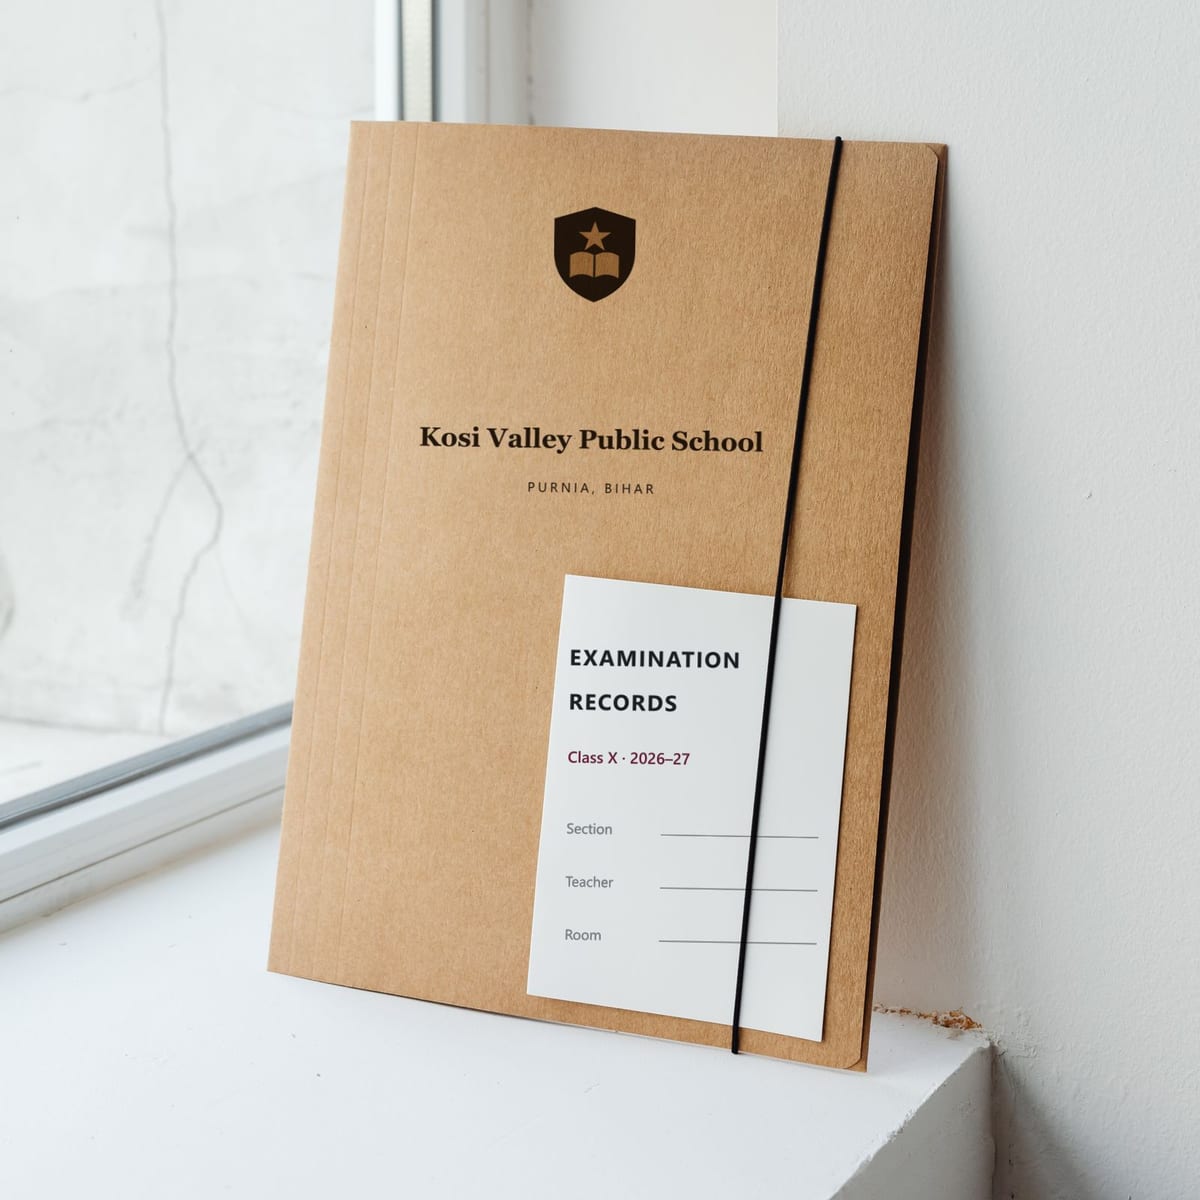 Kosi Valley Public School
PURNIA, BIHAR
EXAMINATION
RECORDS
Class X · 2026–27
Section
Teacher
Room